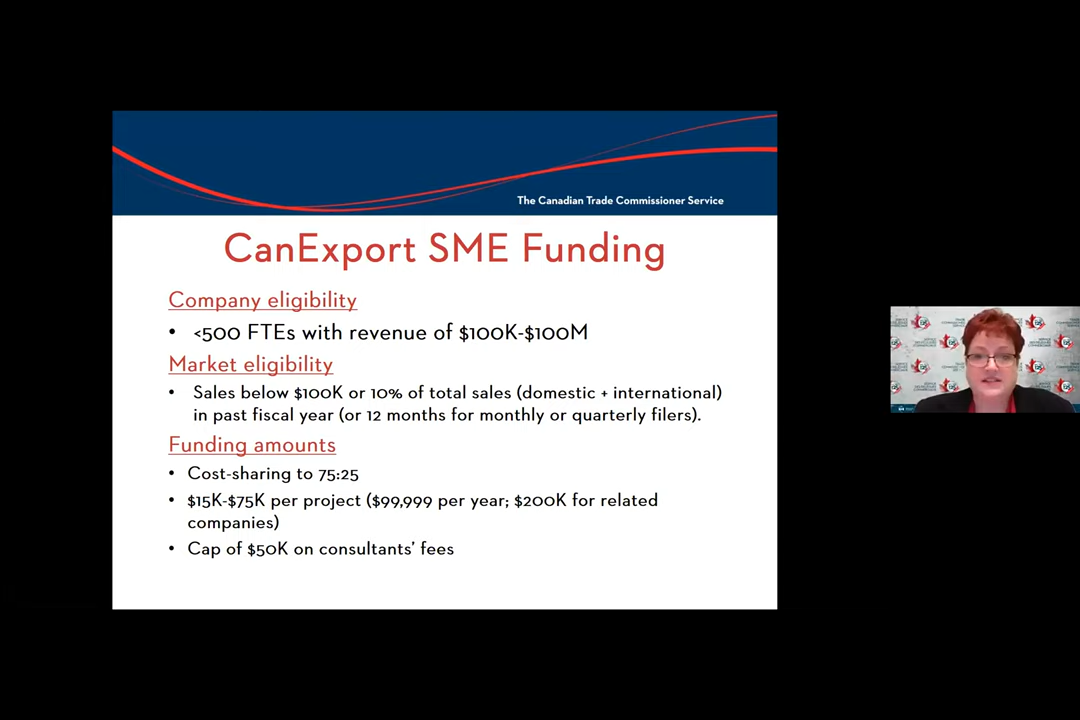 The Canadian Trade Commissioner Service
CanExport SME Funding
Company eligibility
• <500 FTEs with revenue of $100K-$100M
Market eligibility
• Sales below $100K or 10% of total sales (domestic + international)
in past fiscal year (or 12 months for monthly or quarterly filers).
Funding amounts
• Cost-sharing to 75:25
• $15K-$75K per project ($99,999 per year; $200K for related
companies)
• Cap of $50K on consultants’ fees